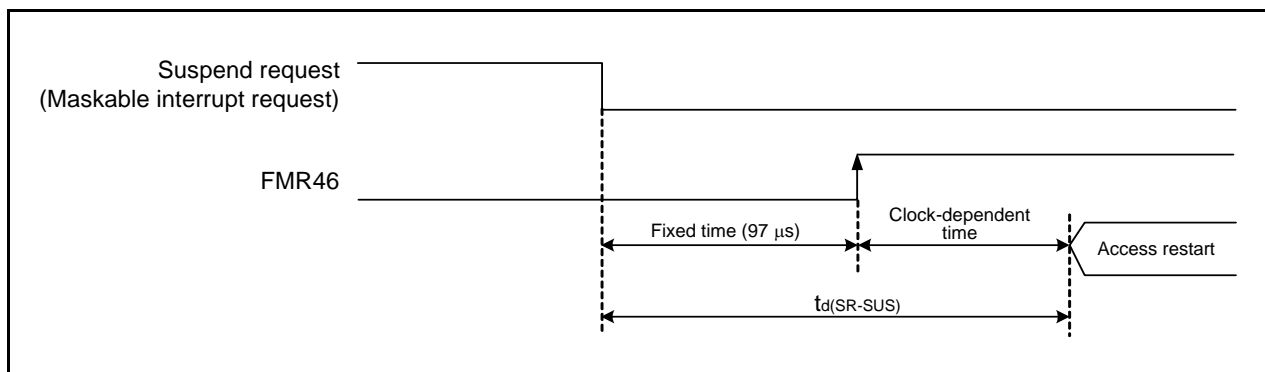 Suspend request
(Maskable interrupt request)
FMR46
Fixed time (97 μs)
Clock-dependent
time
Access restart
td(SR-SUS)